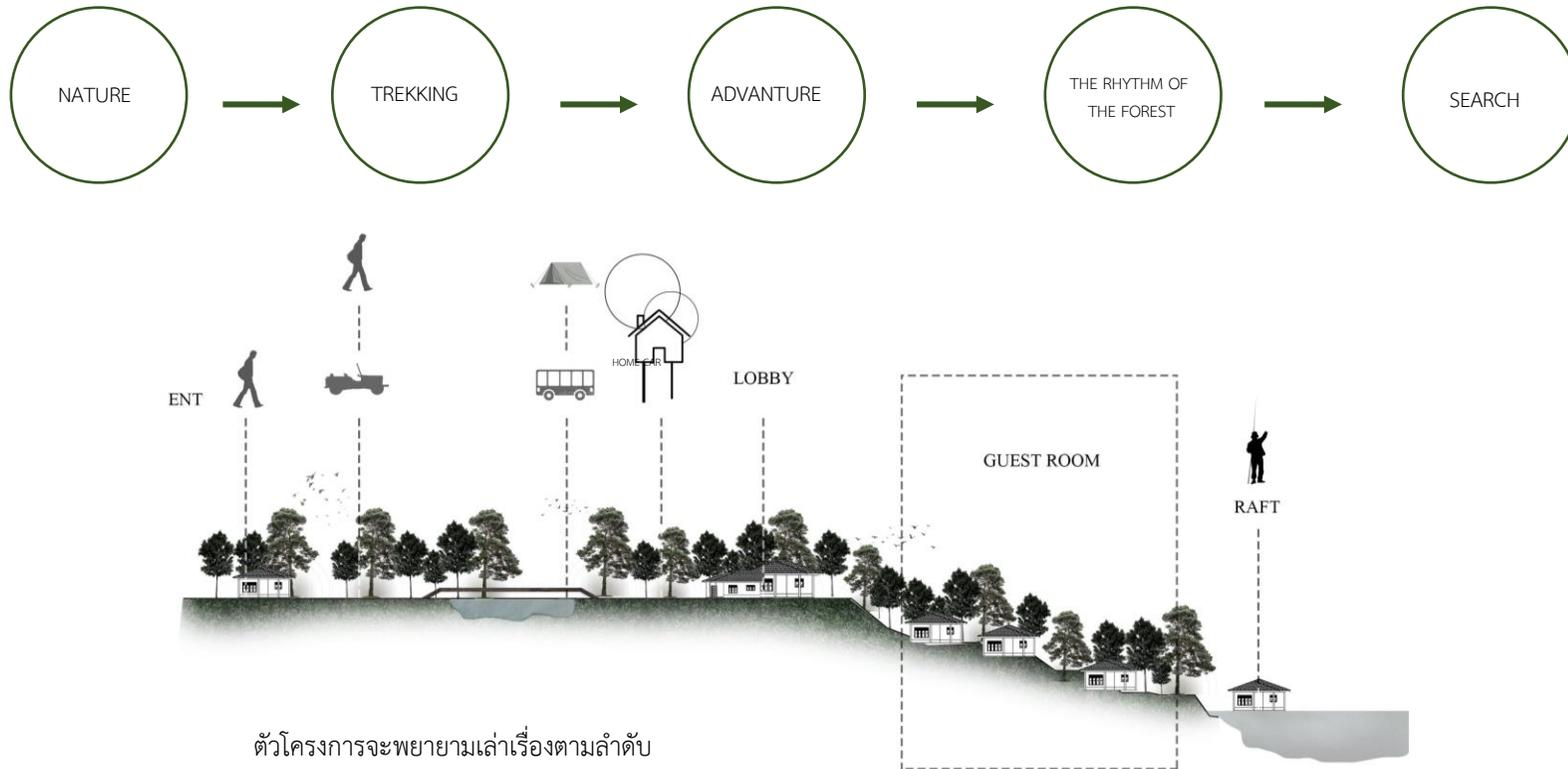 NATURE
TREKKING
ADVANTURE
THE RHYTHM OF
THE FOREST
SEARCH
HOME CAR
LOBBY
ENT
GUEST ROOM
RAFT
ตัวโครงการจะพยายามเล่าเรื่องตามลำดับ